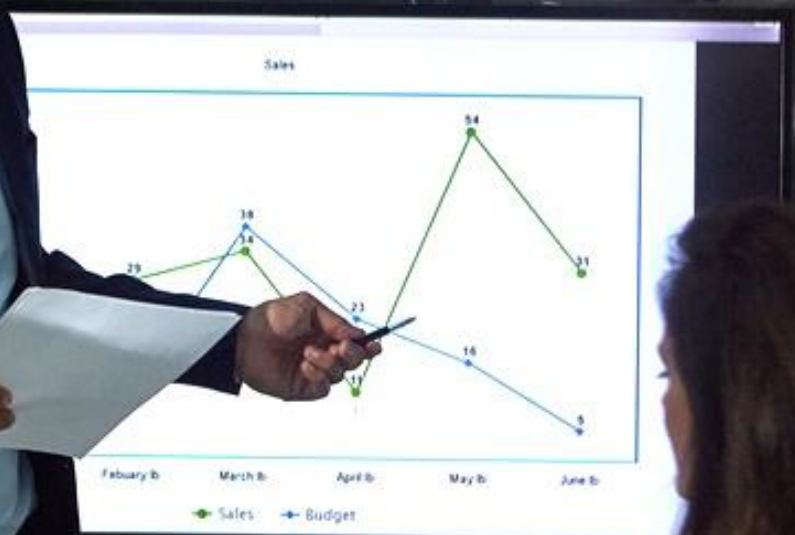 Sales
54
38
34
29
31
23
11
16
Febuary lb
March lb
April lb
May lb
June lb
Sales
Budget